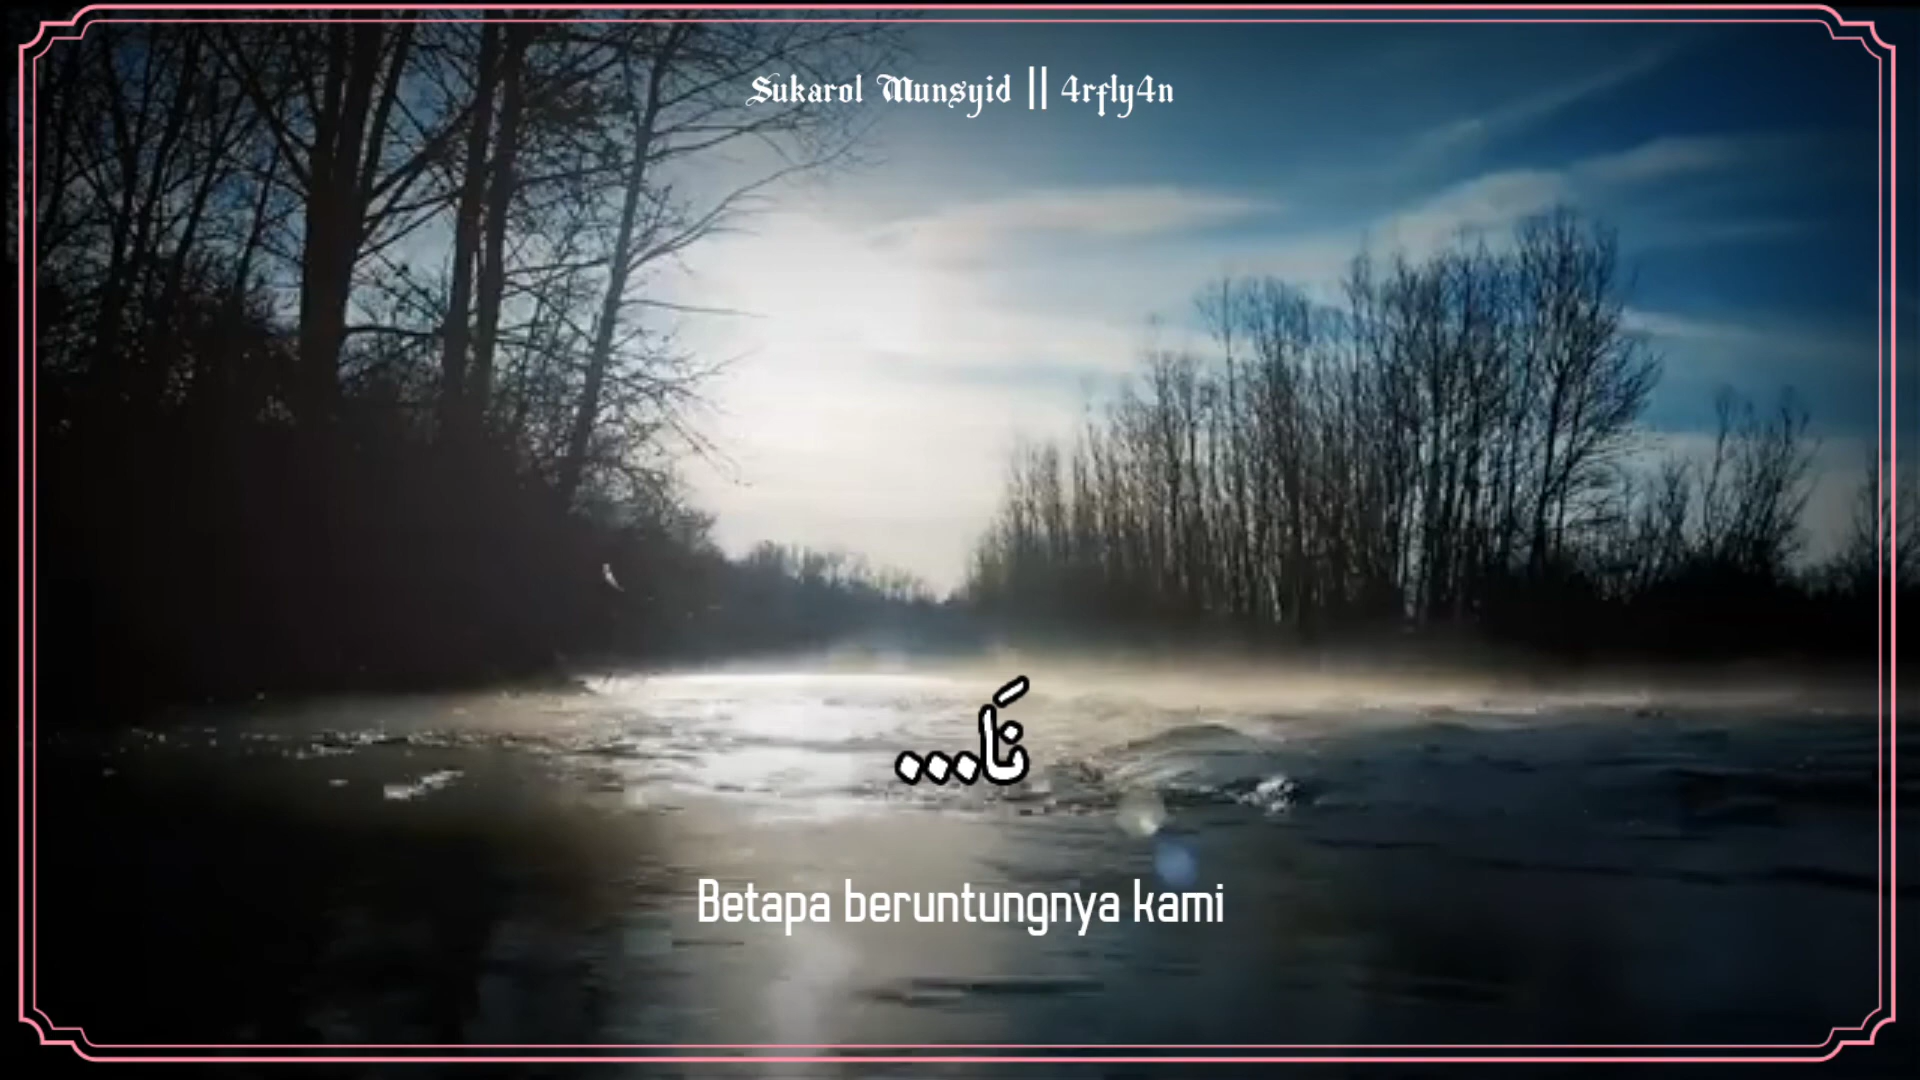 Sukarol Munsyid || 4rfly4n
نَا...
Betapa beruntungnya kami